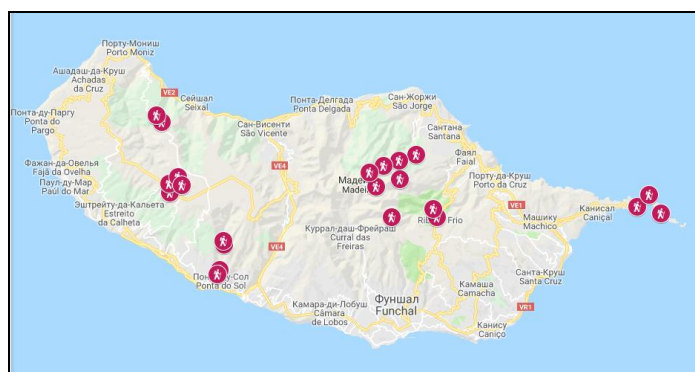 Порту-Мониш
Porto Moniz
Ашадаш-да-Круш
Achadas
da Cruz
VE2
Сейшал
Seixal
Понта-Делгада
Ponta Delgada
Сан-Жоржи
São Jorge
Понта-ду-Паргу
Ponta do
Pargo
Сан-Висенти
São Vicente
Сантана
Santana
Фаял
Faial
Фажан-да-Овелья
Fajã da Ovelha
Паул-ду-Мар
Paul do Mar
VE4
Порту-да-Круш
Porto da Cruz
Эштрейту-да-Кальета
Estreito
da Calheta
VE1
Канисал
Caniçal
Машику
Machico
Frio
VE4
Куррал-даш-Фрейраш
Curral das
Freiras
Санта-Круш
Santa Cruz
Ponta do Sol
Камаша
Camacha
Камара-ди-Лобуш
Câmara
de Lobos
Фуншал
Funchal
VR1
Канису
Caniço